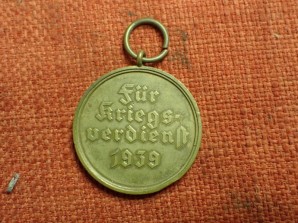 Für
Kriegs-
verdienſt
1939